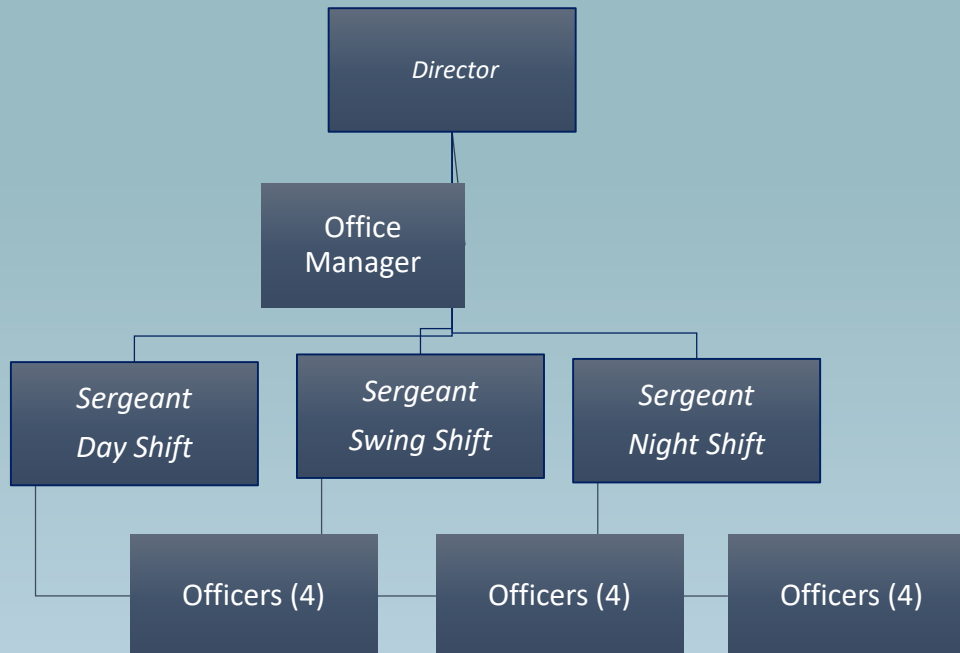 Director
Office
Manager
Sergeant
Day Shift
Sergeant
Swing Shift
Sergeant
Night Shift
Officers (4)
Officers (4)
Officers (4)